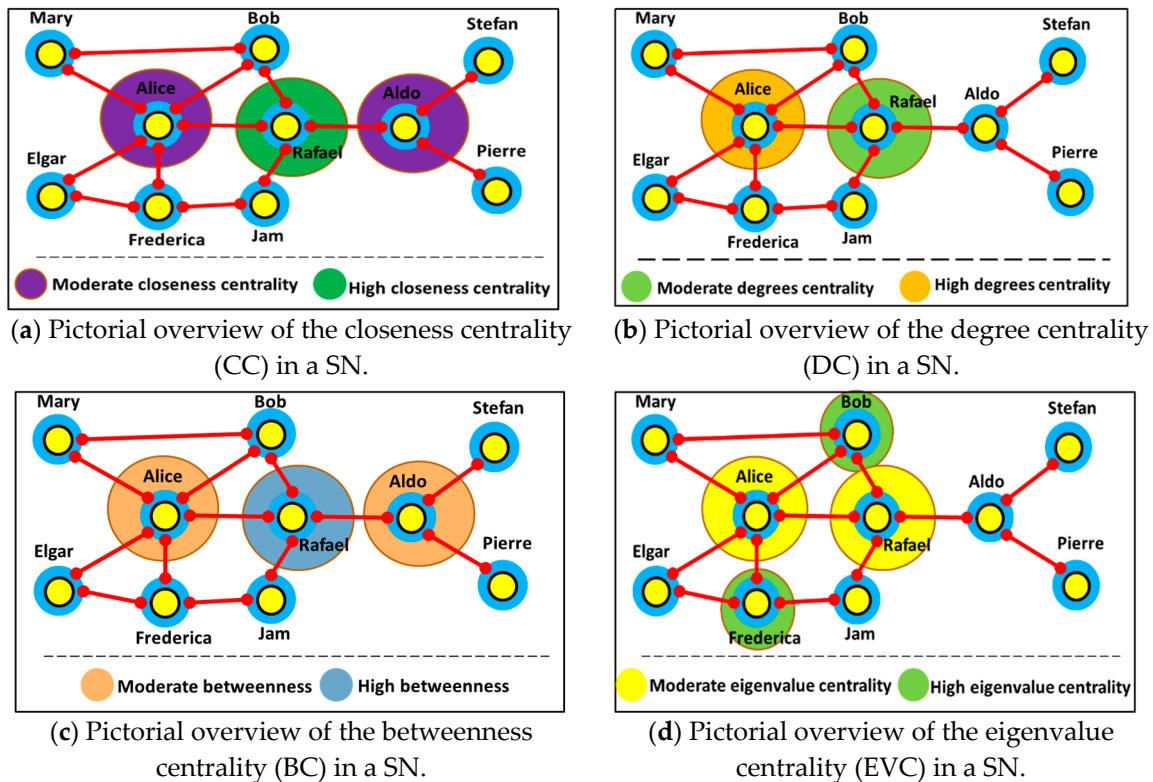 Mary
Bob
Stefan
Alice
Aldo
Rafael
Elgar
Pierre
Frederica
Jam
Moderate closeness centrality
High closeness centrality
(a) Pictorial overview of the closeness centrality
(CC) in a SN.
Mary
Bob
Stefan
Alice
Rafael
Aldo
Elgar
Pierre
Frederica
Jam
Moderate degrees centrality
High degrees centrality
(b) Pictorial overview of the degree centrality
(DC) in a SN.
Mary
Bob
Stefan
Alice
Aldo
Rafael
Elgar
Pierre
Frederica
Jam
Moderate betweenness
High betweenness
(c) Pictorial overview of the betweenness
centrality (BC) in a SN.
Mary
Bob
Stefan
Alice
Aldo
Rafael
Elgar
Pierre
Frederica
Jam
Moderate eigenvalue centrality
High eigenvalue centrality
(d) Pictorial overview of the eigenvalue
centrality (EVC) in a SN.